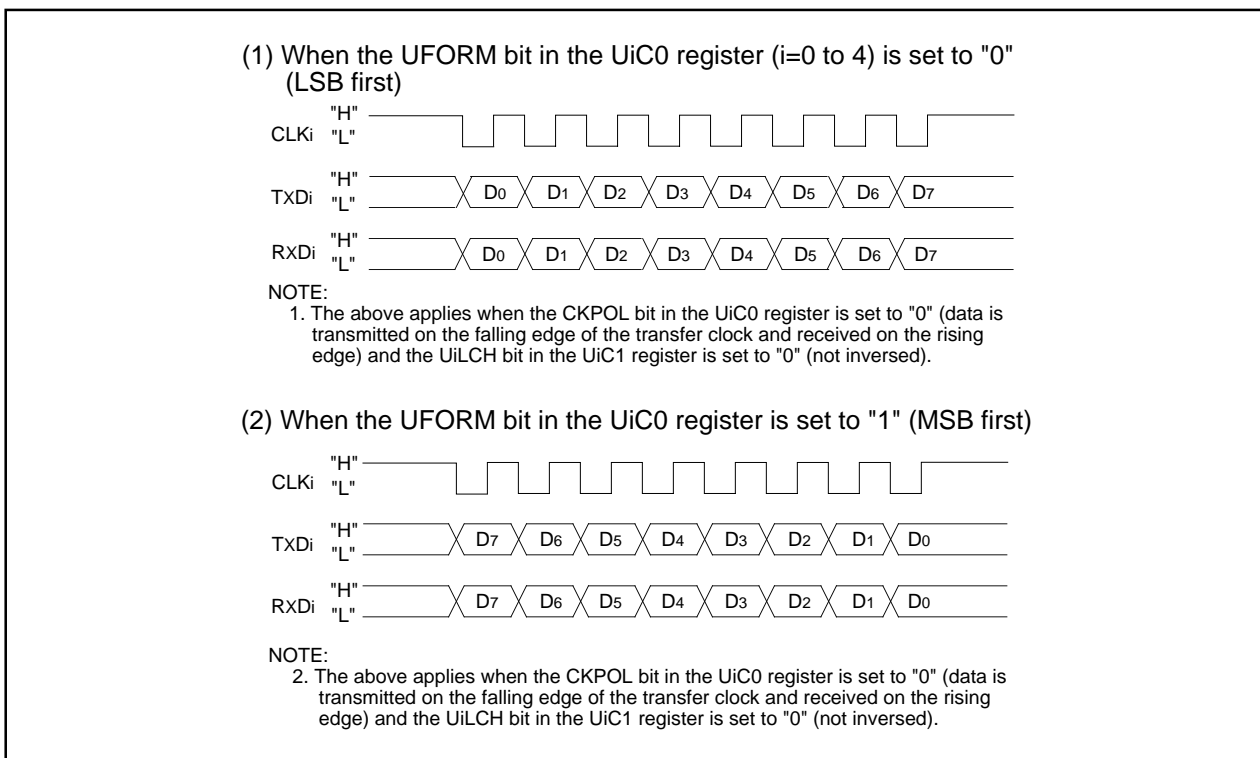 (1) When the UFORM bit in the UiC0 register (i=0 to 4) is set to "0"
(LSB first)
"H"
CLKi "L"
"H"
TXDi "L"
D0 D1 D2 D3 D4 D5 D6 D7
"H"
RXDi "L"
D0 D1 D2 D3 D4 D5 D6 D7
NOTE:
1. The above applies when the CKPOL bit in the UiC0 register is set to "0" (data is
transmitted on the falling edge of the transfer clock and received on the rising
edge) and the UiLCH bit in the UiC1 register is set to "0" (not inversed).
(2) When the UFORM bit in the UiC0 register is set to "1" (MSB first)
"H"
CLKi "L"
"H"
TXDi "L"
D7 D6 D5 D4 D3 D2 D1 D0
"H"
RXDi "L"
D7 D6 D5 D4 D3 D2 D1 D0
NOTE:
2. The above applies when the CKPOL bit in the UiC0 register is set to "0" (data is
transmitted on the falling edge of the transfer clock and received on the rising
edge) and the UiLCH bit in the UiC1 register is set to "0" (not inversed).